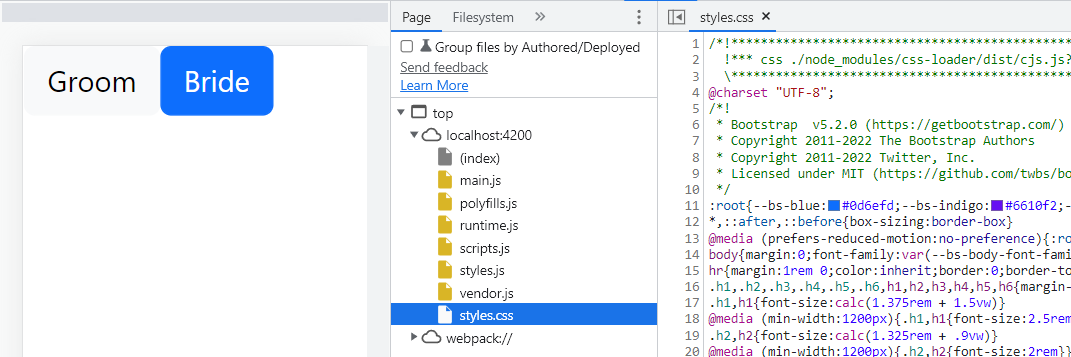 Groom
Bride
Page
Filesystem
Group files by Authored/Deployed
Send feedback
Learn More
top
localhost:4200
(index)
main.js
polyfills.js
runtime.js
scripts.js
styles.js
vendor.js
styles.css
webpack://
styles.css
1 /*!****************************************
2 !*** css ./node_modules/css-loader/dist/cjs.js?
3 \****************************************
4 @charset "UTF-8";
5 /*!
6 * Bootstrap  v5.2.0 (https://getbootstrap.com/)
7 * Copyright 2011-2022 The Bootstrap Authors
8 * Copyright 2011-2022 Twitter, Inc.
9 * Licensed under MIT (https://github.com/twbs/bo
10 */
11 :root{--bs-blue:#0d6efd;--bs-indigo:#6610f2;-
12 *,::after,::before{box-sizing:border-box}
13 @media (prefers-reduced-motion:no-preference){:ro
14 body{margin:0;font-family:var(--bs-body-font-fami
15 hr{margin:1rem 0;color:inherit;border:0;border-to
16 .h1,.h2,.h3,.h4,.h5,.h6,h1,h2,h3,h4,h5,h6{margin-
17 .h1,h1{font-size:calc(1.375rem + 1.5vw)}
18 @media (min-width:1200px){.h1,h1{font-size:2.5rem
19 .h2,h2{font-size:calc(1.325rem + .9vw)}
20 @media (min-width:1200px){.h2,h2{font-size:2rem}}